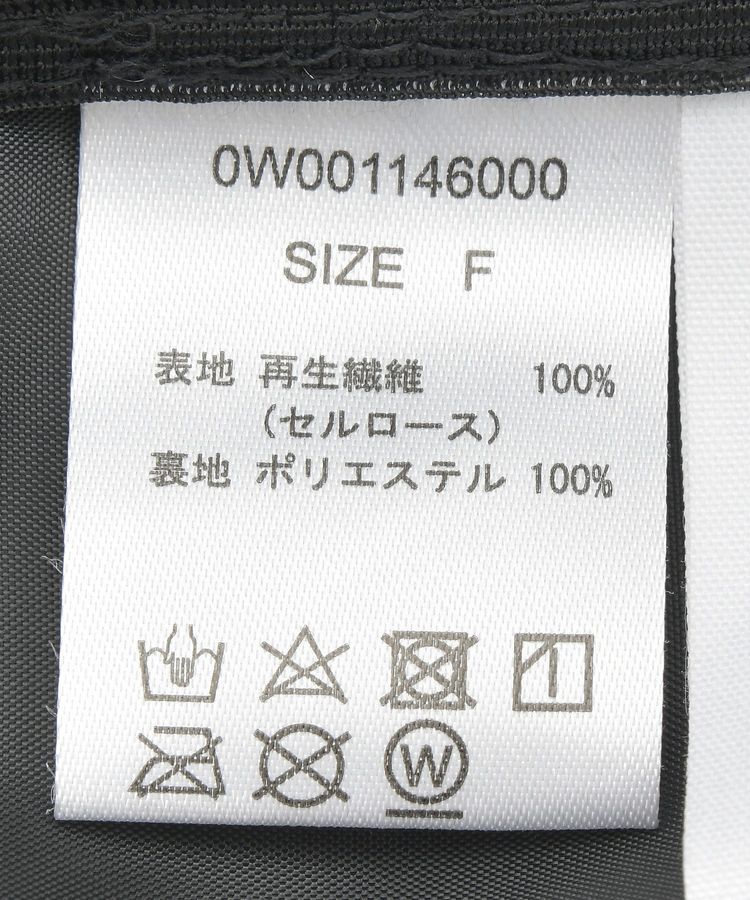 0W001146000
SIZE F
表地 再生繊維 100%
(セルロース)
裏地 ポリエステル 100%
W